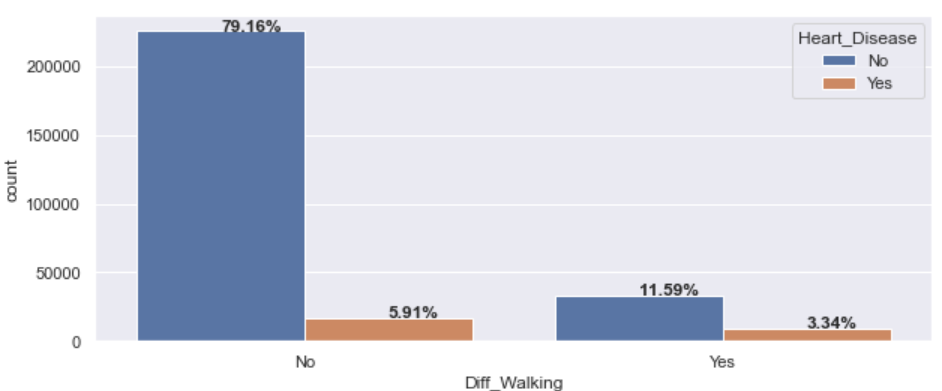 79.16%
Heart_Disease
No
Yes
200000
150000
count
100000
50000
11.59%
5.91%
3.34%
0
No
Yes
Diff_Walking